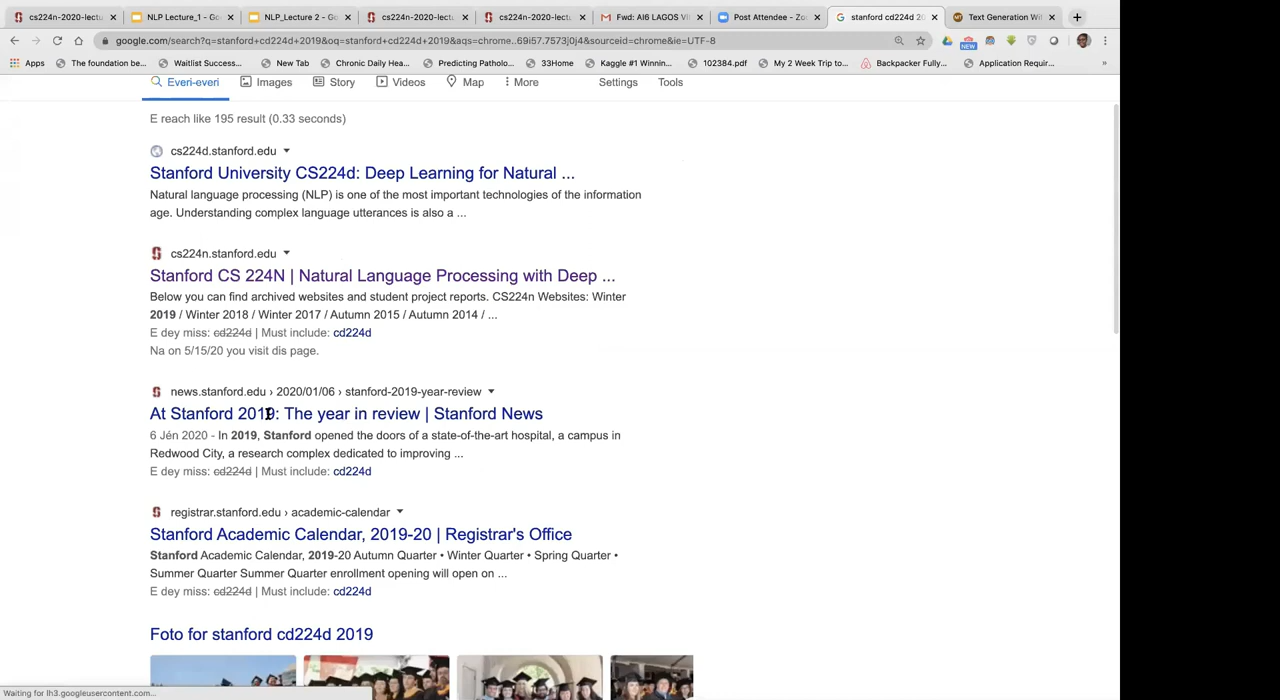 cs224n-2020-lectu
NLP Lecture_1 - Go
NLP_Lecture 2 - Go
cs224n-2020-lectu
cs224n-2020-lectu
Fwd: AI6 LAGOS VI
Post Attendee - Zo
stanford cd224d 20
Text Generation Wi
google.com/search?q=stanford+cd224d+2019&oq=stanford+cd224d+2019&aqs=chrome..69i57.7573j0j4&sourceid=chrome&ie=UTF-8
NEW
Apps
The foundation be...
Waitlist Success...
New Tab
Chronic Daily Hea...
Predicting Patholo...
33Home
Kaggle #1 Winnin...
102384.pdf
My 2 Week Trip to...
Backpacker Fully...
Application Requir...
»
Everi-everi
Images
Story
Videos
Map
More
Settings
Tools
E reach like 195 result (0.33 seconds)
cs224d.stanford.edu
Stanford University CS224d: Deep Learning for Natural ...
Natural language processing (NLP) is one of the most important technologies of the information
age. Understanding complex language utterances is also a ...
cs224n.stanford.edu
Stanford CS 224N | Natural Language Processing with Deep ...
Below you can find archived websites and student project reports. CS224n Websites: Winter
2019 / Winter 2018 / Winter 2017 / Autumn 2015 / Autumn 2014 / ...
E dey miss: cd224d | Must include: cd224d
Na on 5/15/20 you visit dis page.
news.stanford.edu › 2020/01/06 › stanford-2019-year-review
At Stanford 2019: The year in review | Stanford News
6 Jén 2020 - In 2019, Stanford opened the doors of a state-of-the-art hospital, a campus in
Redwood City, a research complex dedicated to improving ...
E dey miss: cd224d | Must include: cd224d
registrar.stanford.edu › academic-calendar
Stanford Academic Calendar, 2019-20 | Registrar's Office
Stanford Academic Calendar, 2019-20 Autumn Quarter • Winter Quarter • Spring Quarter •
Summer Quarter Summer Quarter enrollment opening will open on ...
E dey miss: cd224d | Must include: cd224d
Foto for stanford cd224d 2019
Waiting for lh3.googleusercontent.com...